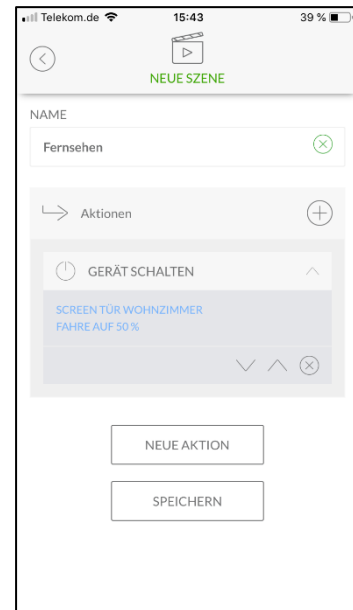 Telekom.de
15:43
39 %
NEUE SZENE
NAME
Fernsehen
Aktionen
GERÄT SCHALTEN
SCREEN TÜR WOHNZIMMER
FAHRE AUF 50 %
NEUE AKTION
SPEICHERN